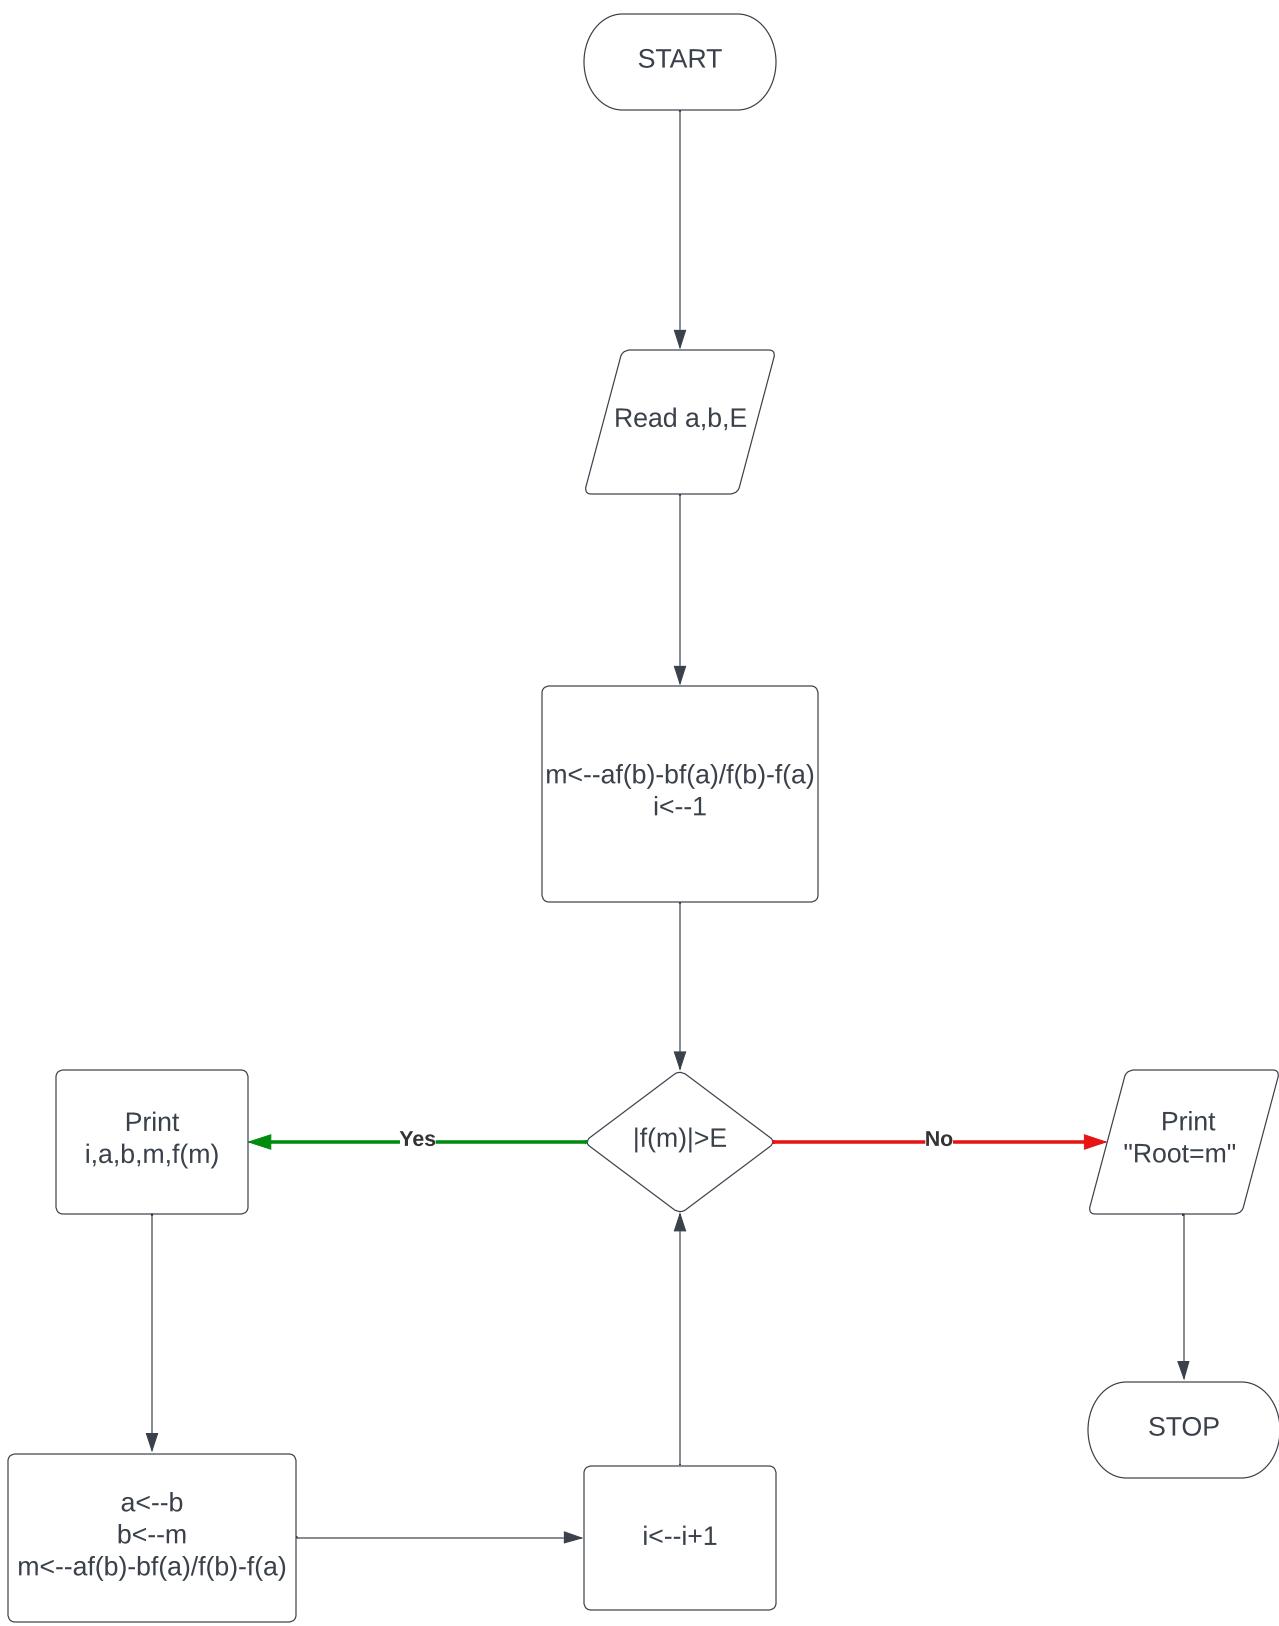 START
Read a,b,E
m<--af(b)-bf(a)/f(b)-f(a)
i<--1
|f(m)|>E
Yes
No
Print
i,a,b,m,f(m)
Print
"Root=m"
a<--b
b<--m
m<--af(b)-bf(a)/f(b)-f(a)
i<--i+1
STOP